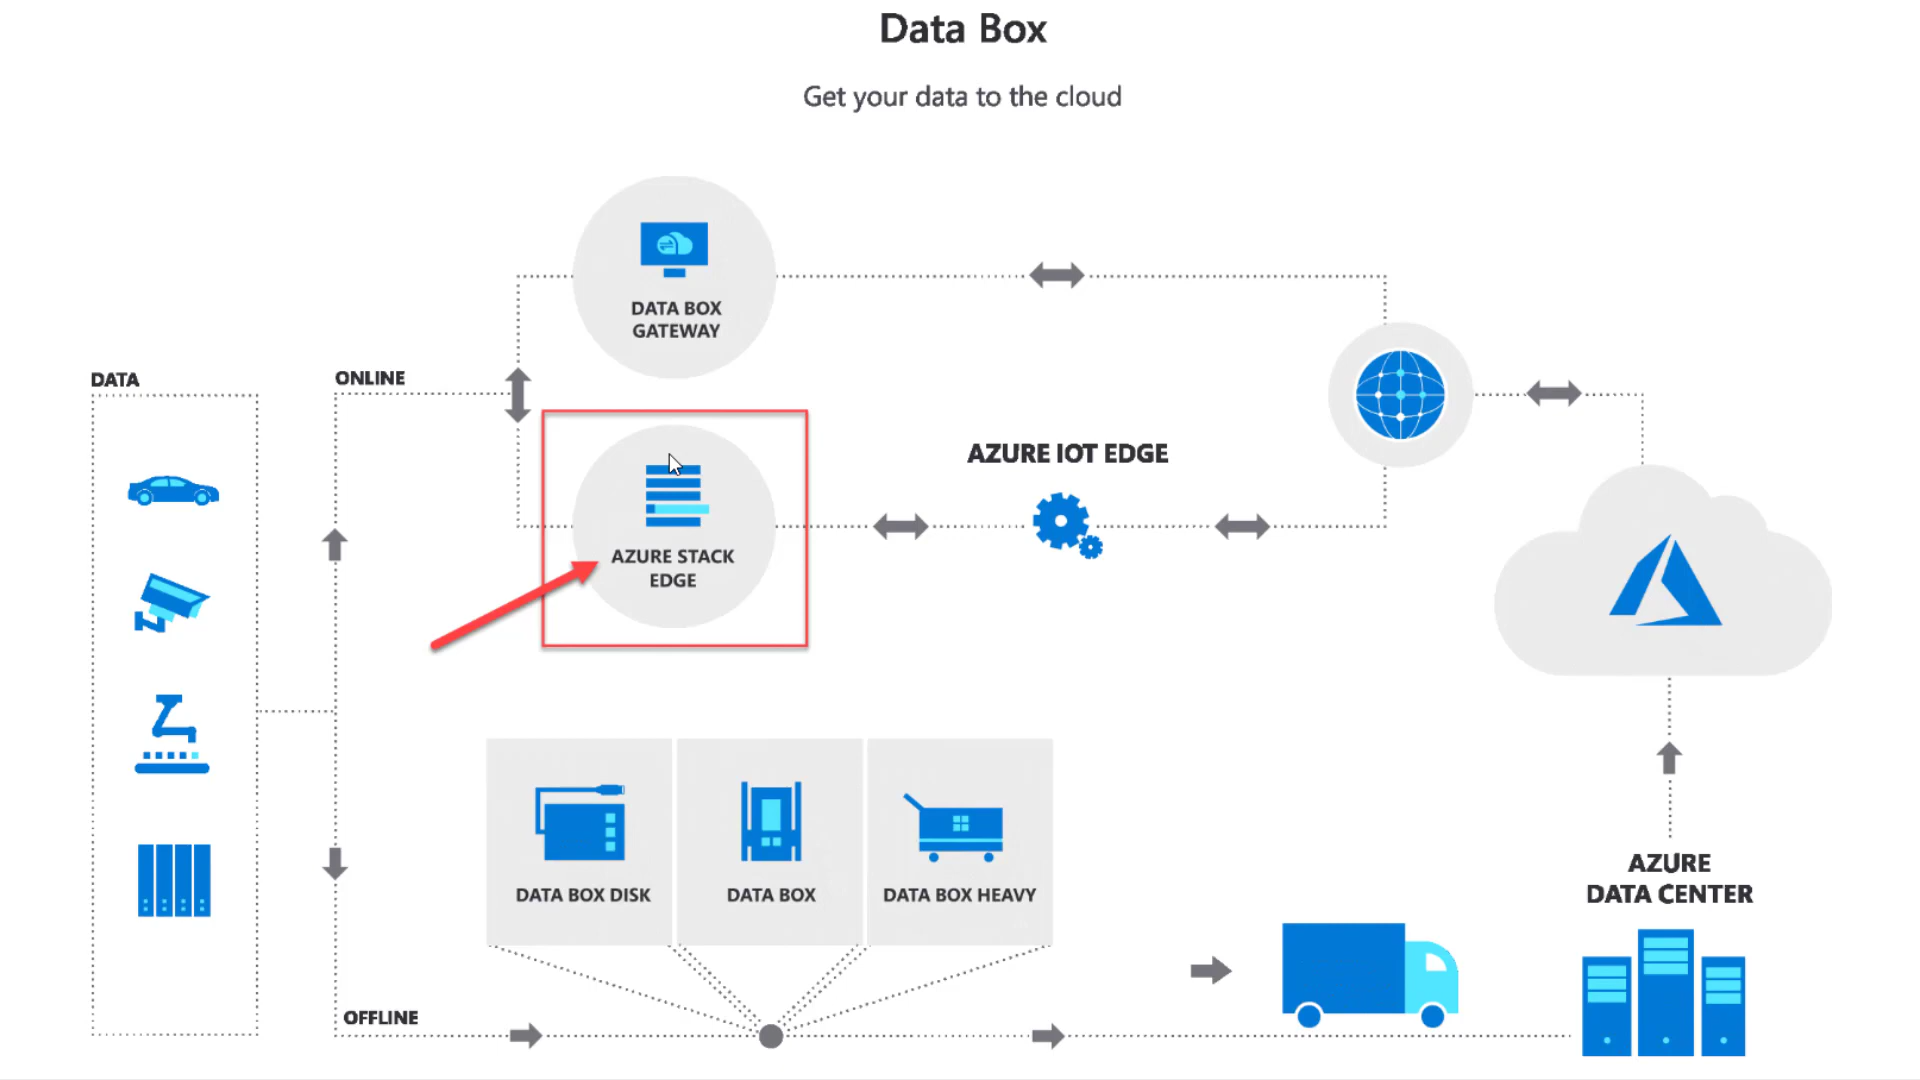 Data Box
Get your data to the cloud
DATA BOX
GATEWAY
DATA
ONLINE
AZURE STACK
EDGE
AZURE IOT EDGE
DATA BOX DISK
DATA BOX
DATA BOX HEAVY
AZURE
DATA CENTER
OFFLINE